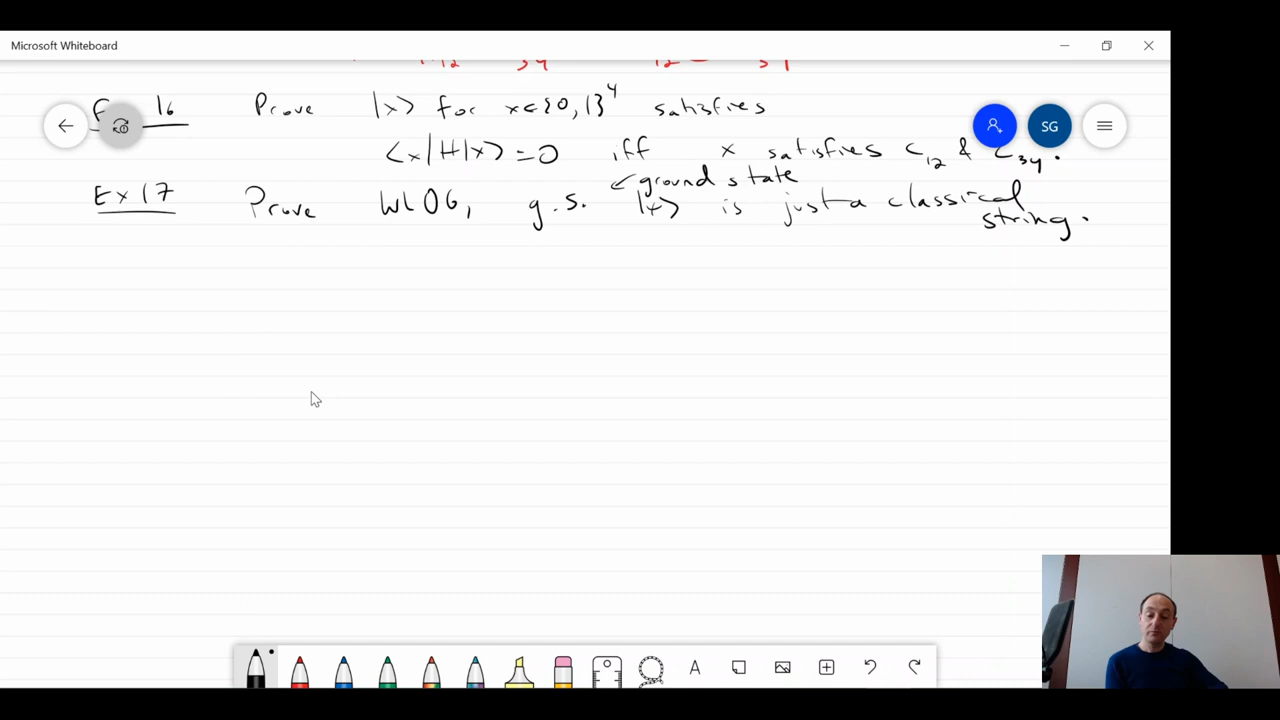 Microsoft Whiteboard
16 Prove |x> for x∈{0,1}⁴ satisfies
<x|H|x> = 0 iff x satisfies C₁₂ & C₃₄.
SG
←ground state
Ex 17 Prove WLOG, g.s. |ψ> is just a classical
string.
A